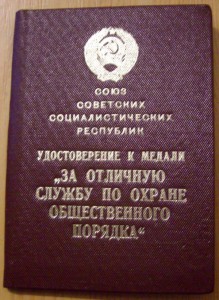 СОЮЗ
СОВЕТСКИХ
СОЦИАЛИСТИЧЕСКИХ
РЕСПУБЛИК
УДОСТОВЕРЕНИЕ К МЕДАЛИ
„ЗА ОТЛИЧНУЮ
СЛУЖБУ ПО ОХРАНЕ
ОБЩЕСТВЕННОГО
ПОРЯДКА“